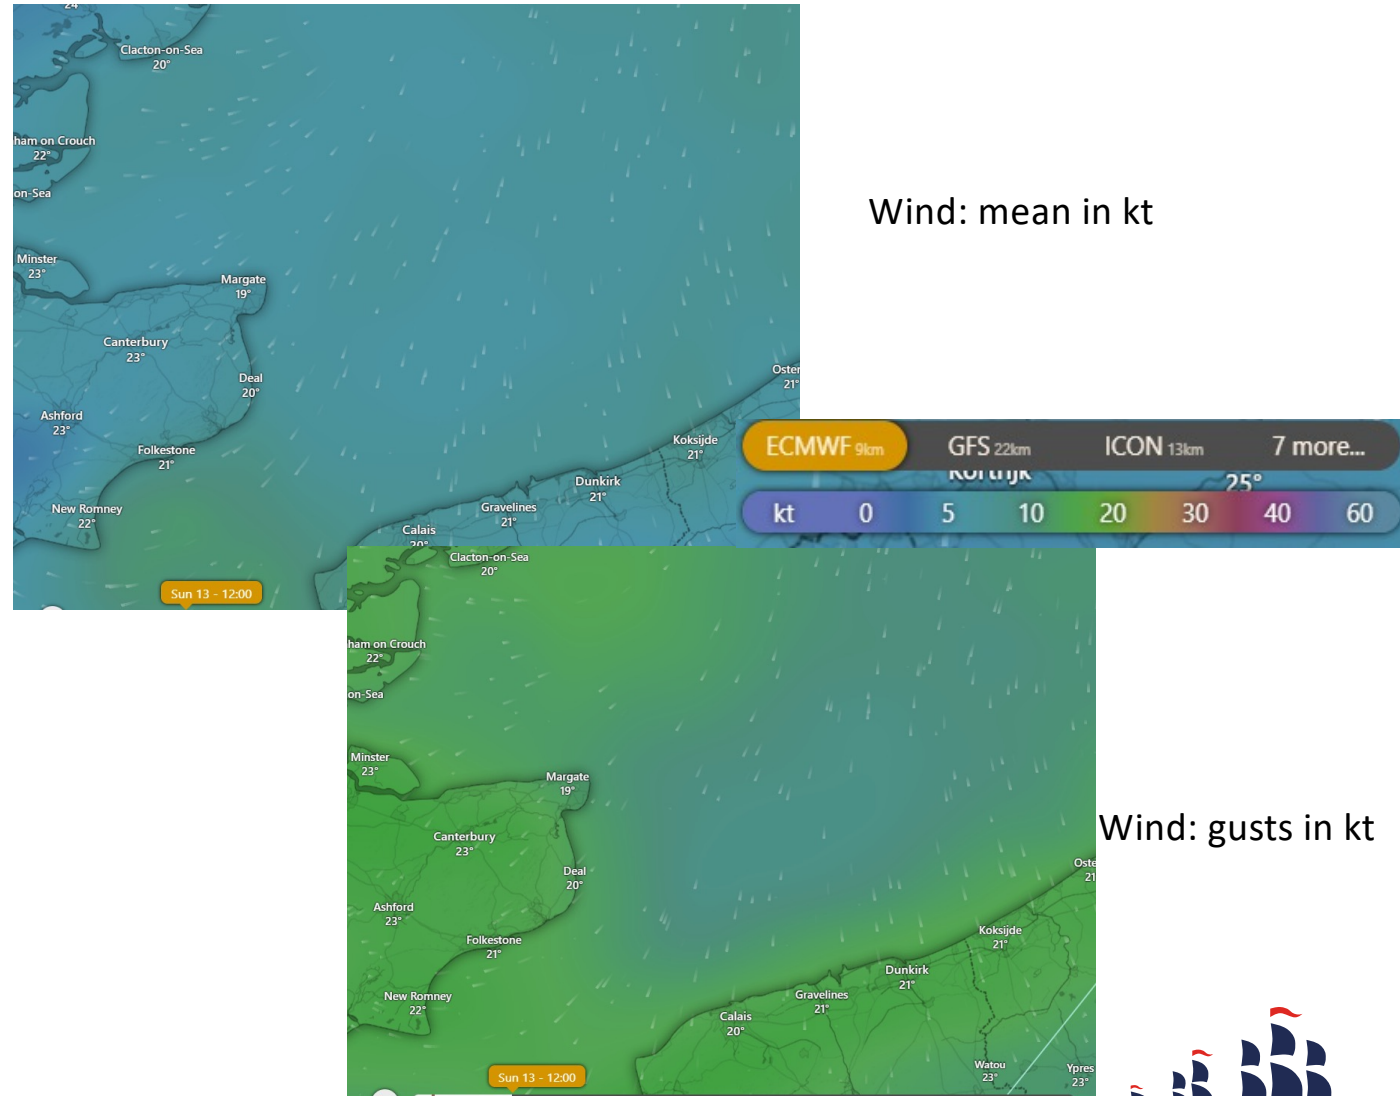 24
Clacton-on-Sea
20°
ham on Crouch
22°
on-Sea
Minster
23°
Margate
19°
Canterbury
23°
Deal
20°
Ashford
23°
Folkestone
21°
New Romney
22°
Oster
21°
Koksijde
21°
Dunkirk
21°
Gravelines
21°
Calais
20°
Sun 13 - 12:00
Wind: mean in kt
ECMWF 9km GFS 22km ICON 13km 7 more...
Kortrijk
25°
kt 0 5 10 20 30 40 60
Clacton-on-Sea
20°
ham on Crouch
22°
on-Sea
Minster
23°
Margate
19°
Canterbury
23°
Deal
20°
Ashford
23°
Folkestone
21°
New Romney
22°
Oste
21
Koksijde
21°
Dunkirk
21°
Gravelines
21°
Calais
20°
Watou
23°
Ypres
23°
Sun 13 - 12:00
Wind: gusts in kt